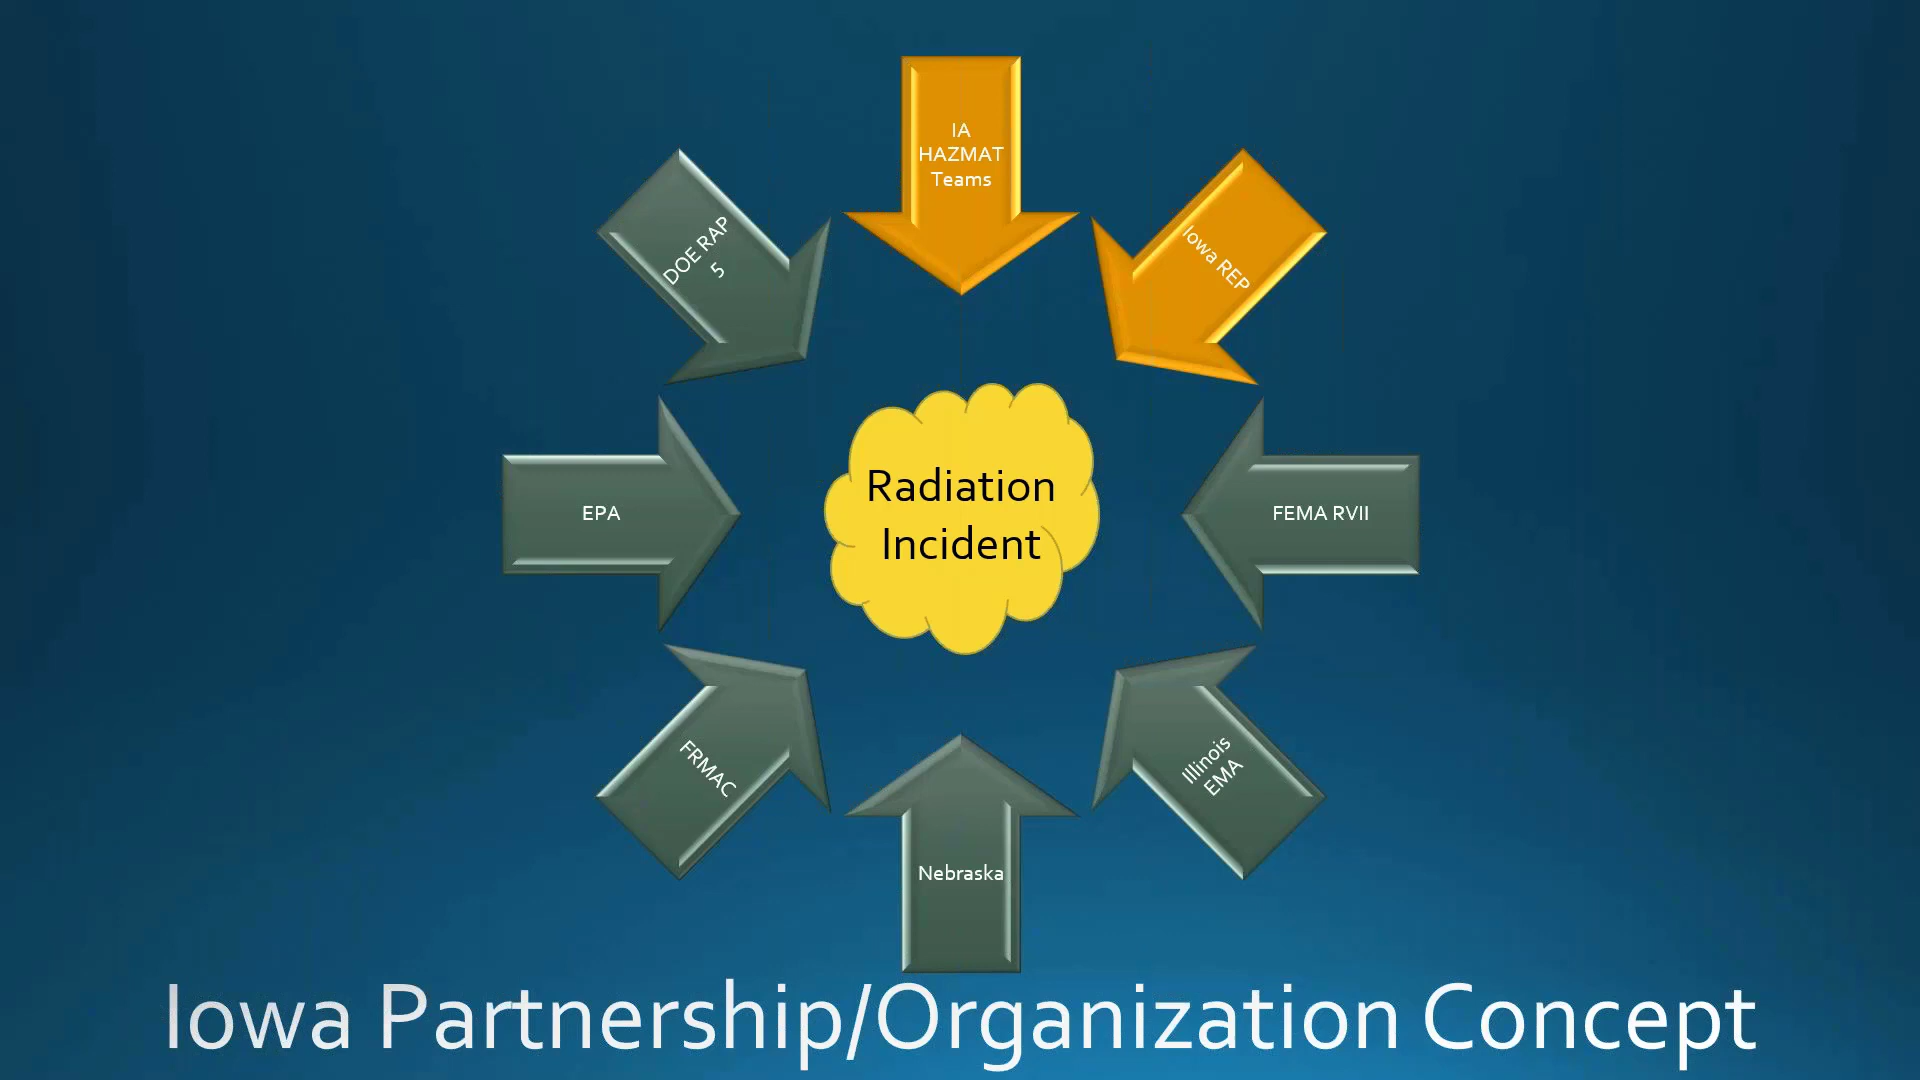 IA
HAZMAT
Teams
DOE RAP
5
Iowa REP
Radiation
Incident
EPA
FEMA RVII
FRMAC
Illinois
EMA
Nebraska
Iowa Partnership/Organization Concept